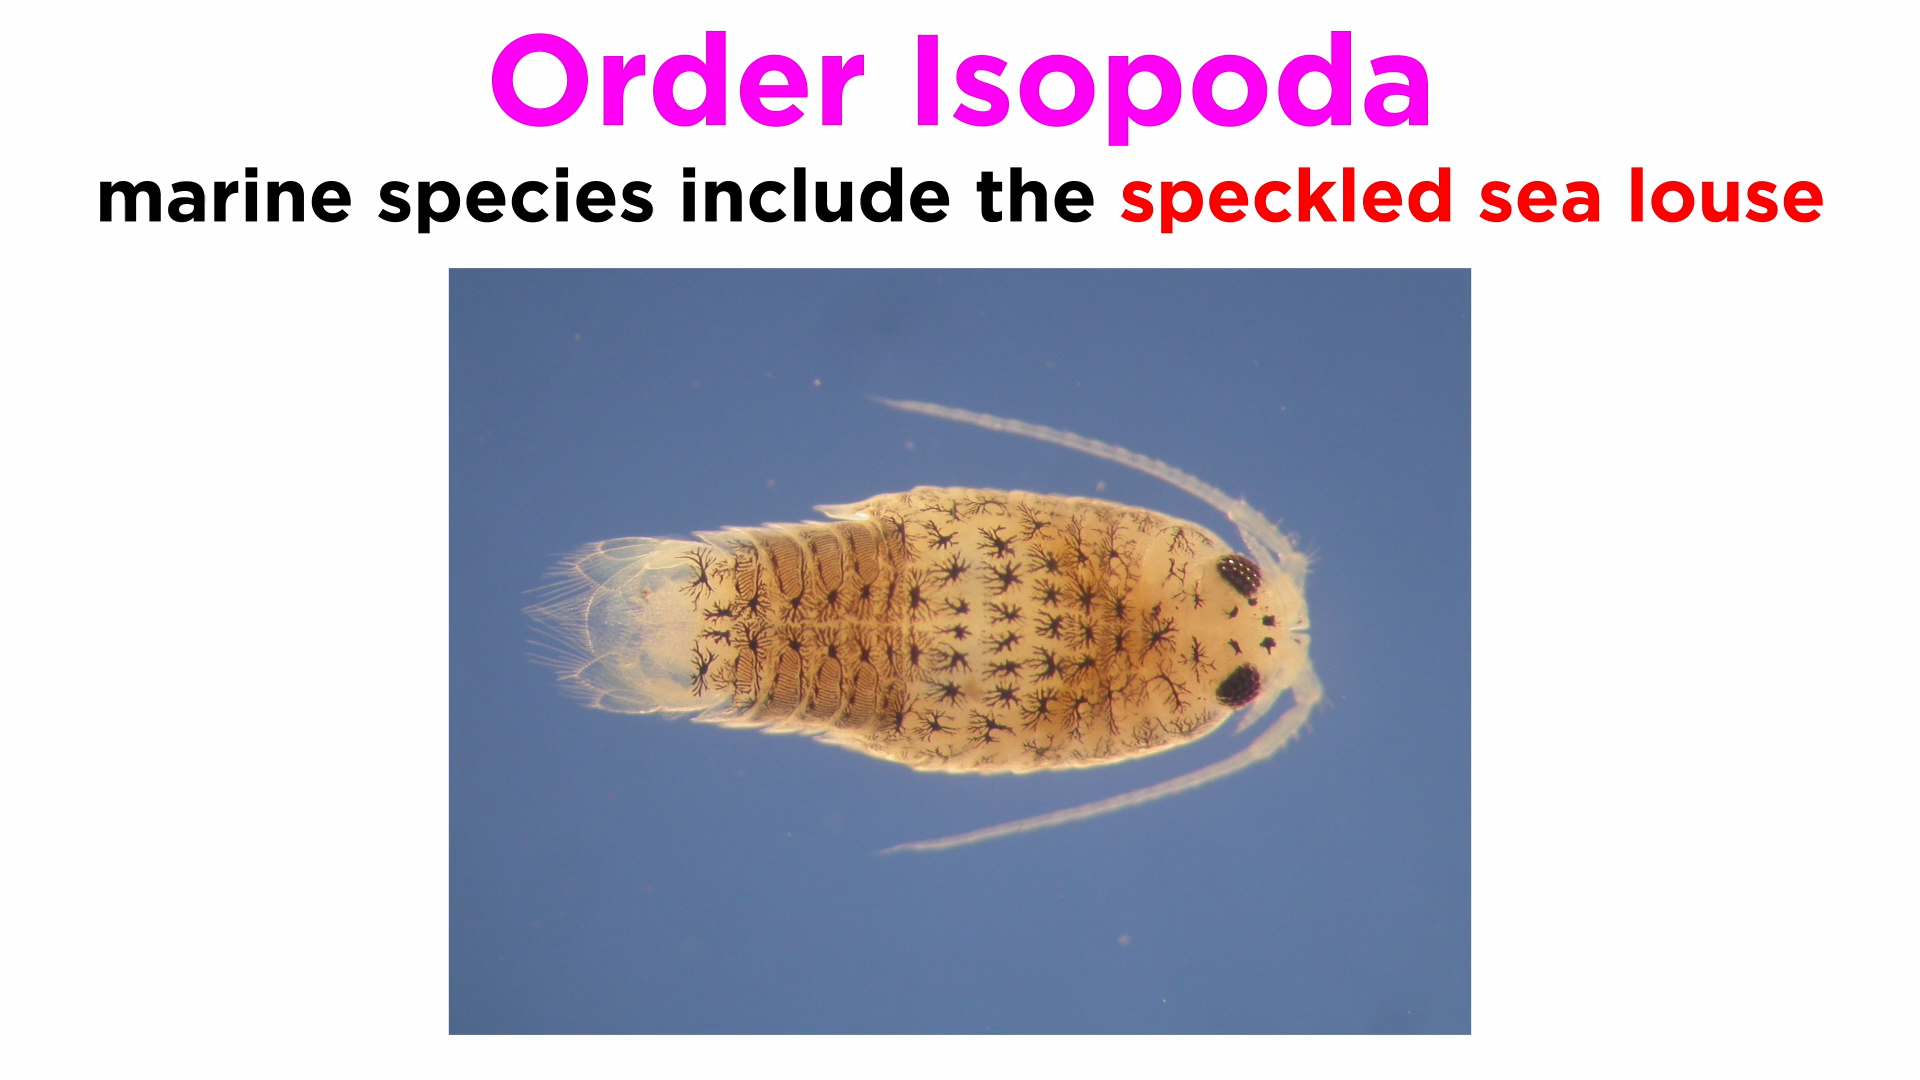 Order Isopoda
marine species include the speckled sea louse